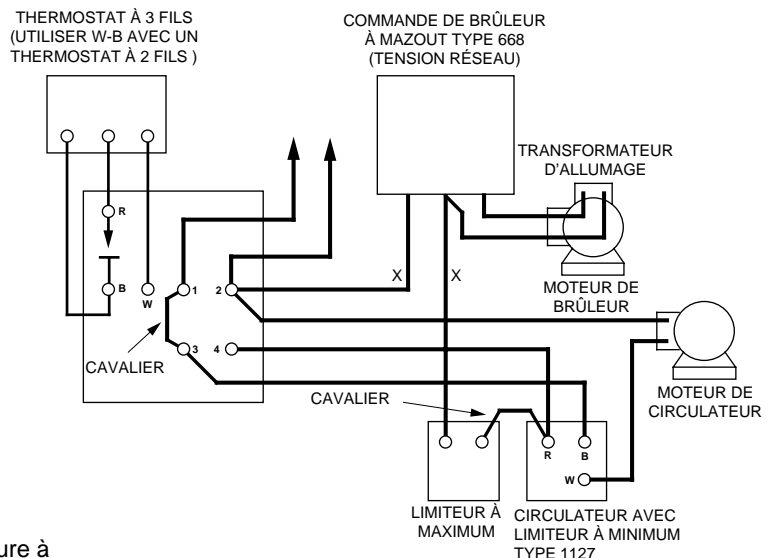 THERMOSTAT À 3 FILS
(UTILISER W-B AVEC UN
THERMOSTAT À 2 FILS )
COMMANDE DE BRÛLEUR
À MAZOUT TYPE 668
(TENSION RÉSEAU)
TRANSFORMATEUR
D'ALLUMAGE
R
B
W
1
2
X
X
MOTEUR DE
BRÛLEUR
3
4
CAVALIER
MOTEUR DE
CIRCULATEUR
CAVALIER
R
B
W
LIMITEUR À
MAXIMUM
CIRCULATEUR AVEC
LIMITEUR À MINIMUM
TYPE 1127
ure à